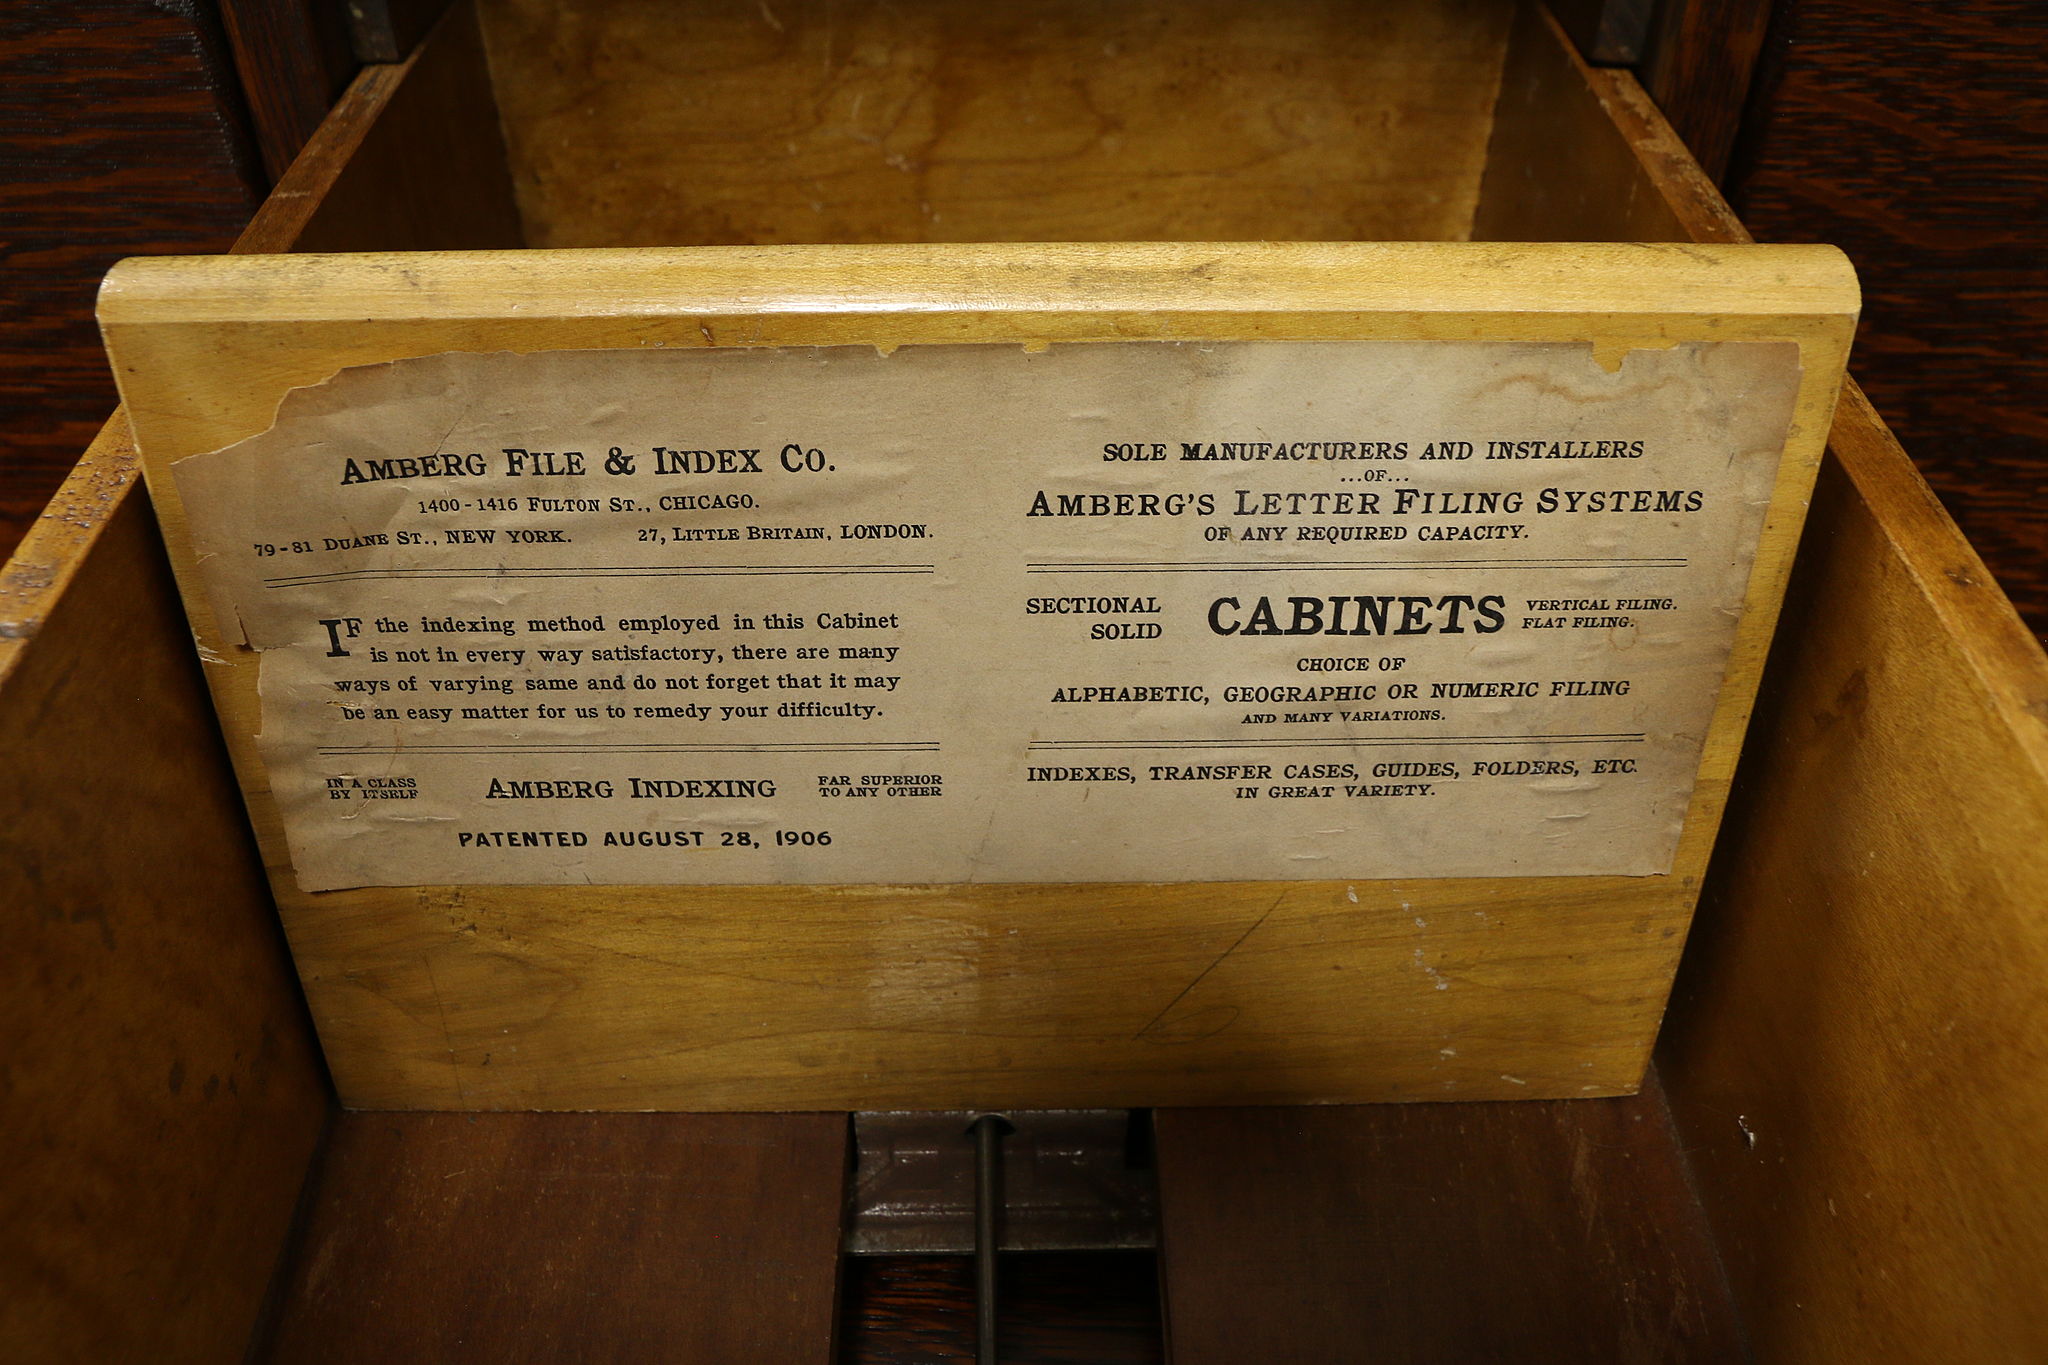 AMBERG FILE & INDEX CO.
1400-1416 FULTON ST., CHICAGO.
79-81 DUANE ST., NEW YORK. 27, LITTLE BRITAIN, LONDON.
IF the indexing method employed in this Cabinet
is not in every way satisfactory, there are many
ways of varying same and do not forget that it may
be an easy matter for us to remedy your difficulty.
IN A CLASS
BY ITSELF
AMBERG INDEXING
FAR SUPERIOR
TO ANY OTHER
PATENTED AUGUST 28, 1906
SOLE MANUFACTURERS AND INSTALLERS
...OF...
AMBERG'S LETTER FILING SYSTEMS
OF ANY REQUIRED CAPACITY.
SECTIONAL
SOLID
CABINETS
VERTICAL FILING.
FLAT FILING.
CHOICE OF
ALPHABETIC, GEOGRAPHIC OR NUMERIC FILING
AND MANY VARIATIONS.
INDEXES, TRANSFER CASES, GUIDES, FOLDERS, ETC.
IN GREAT VARIETY.